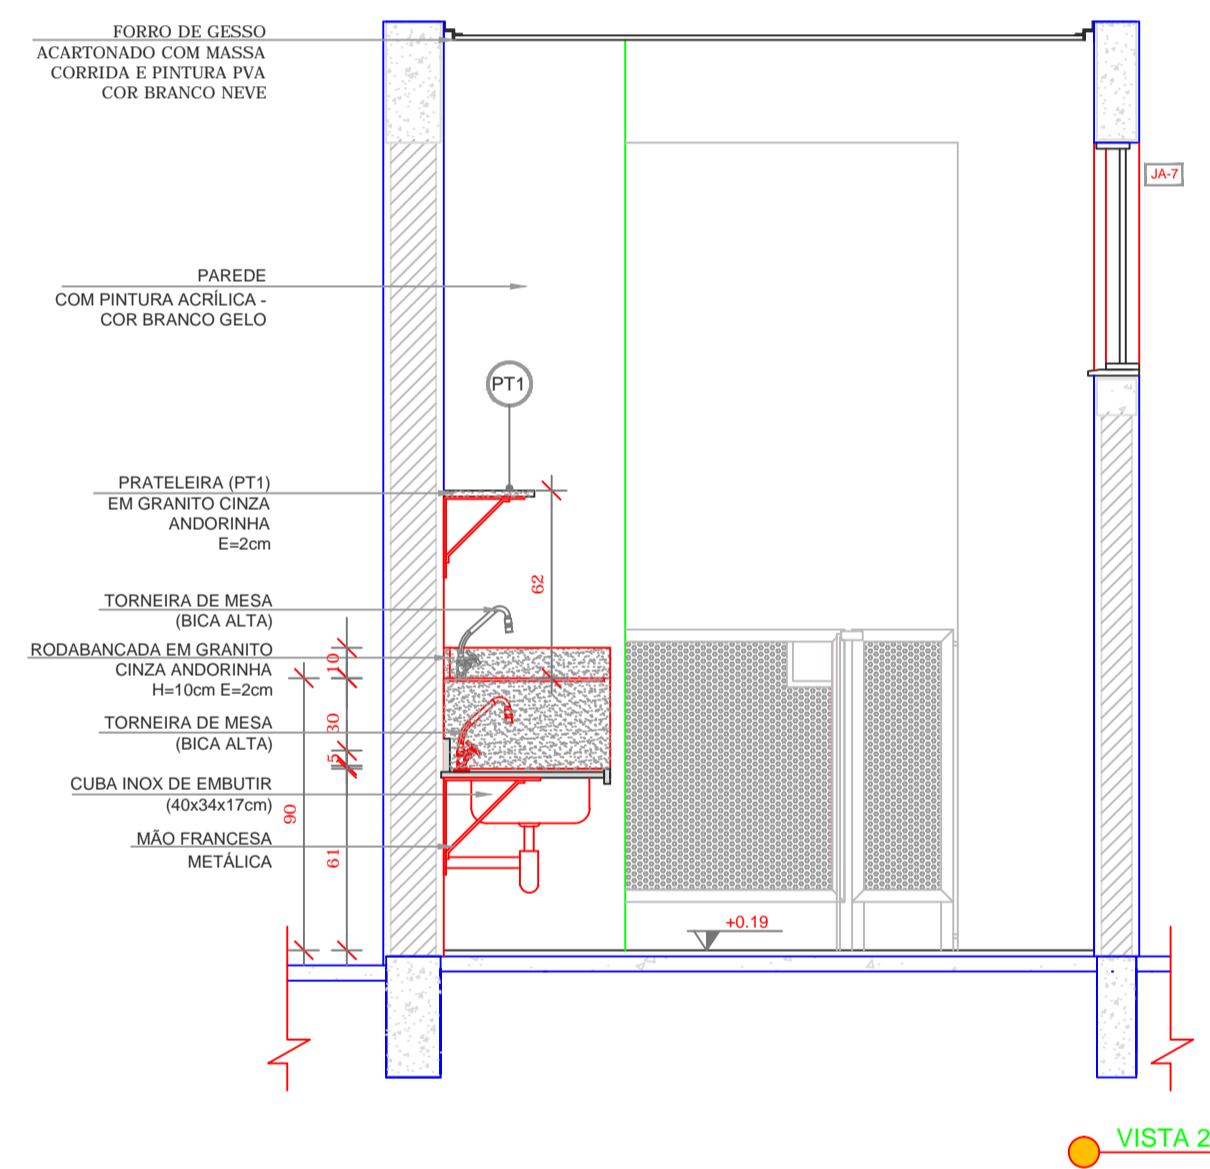 FORRO DE GESSO
ACARTONADO COM MASSA
CORRIDA E PINTURA PVA
COR BRANCO NEVE
JA-7
PAREDE
COM PINTURA ACRÍLICA -
COR BRANCO GELO
PT1
PRATELEIRA (PT1)
EM GRANITO CINZA
ANDORINHA
E=2cm
62
TORNEIRA DE MESA
(BICA ALTA)
RODABANCADA EM GRANITO
CINZA ANDORINHA
H=10cm E=2cm
10
TORNEIRA DE MESA
(BICA ALTA)
30
5
CUBA INOX DE EMBUTIR
(40x34x17cm)
90
MÃO FRANCESA
METÁLICA
61
+0.19
VISTA 2